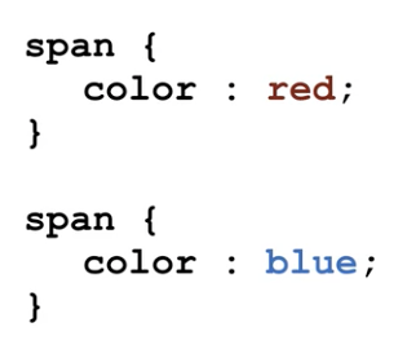 span {
color : red;
}
span {
color : blue;
}